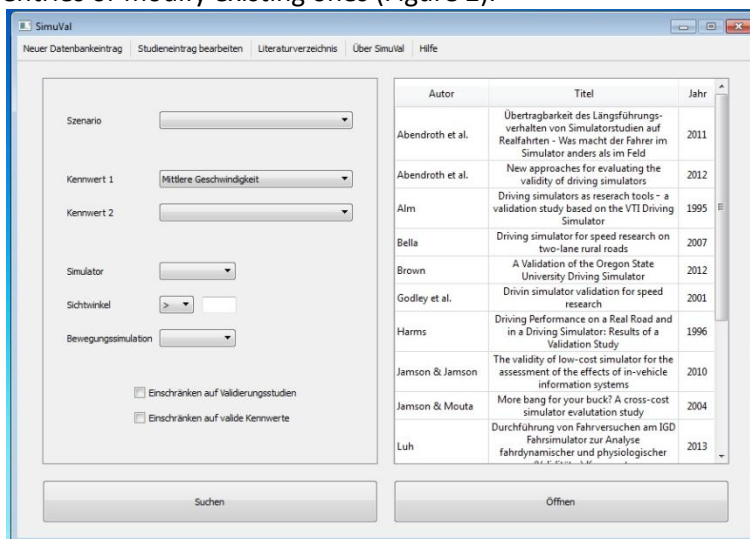 entries or modify existing ones (Figure 2).
SimuVal
Neuer Datenbankeintrag Studieneintrag bearbeiten Literaturverzeichnis Über SimuVal Hilfe
Szenario
Kennwert 1 Mittlere Geschwindigkeit
Kennwert 2
Simulator
Sichtwinkel >
Bewegungssimulation
Einschränken auf Validierungsstudien
Einschränken auf valide Kennwerte
Suchen
Autor Titel Jahr
Abendroth et al. Übertragbarkeit des Längsführungs-
verhalten von Simulatorstudien auf
Realfahrten - Was macht der Fahrer im
Simulator anders als im Feld 2011
Abendroth et al. New approaches for evaluating the
validity of driving simulators 2012
Alm Driving simulators as reserach tools - a
validation study based on the VTI Driving
Simulator 1995
Bella Driving simulator for speed research on
two-lane rural roads 2007
Brown A Validation of the Oregon State
University Driving Simulator 2012
Godley et al. Drivin simulator validation for speed
research 2001
Harms Driving Performance on a Real Road and
in a Driving Simulator: Results of a
Validation Study 1996
Jamson & Jamson The validity of low-cost simulator for the
assessment of the effects of in-vehicle
information systems 2010
Jamson & Mouta More bang for your buck? A cross-cost
simulator evalutation study 2004
Luh Durchführung von Fahrversuchen am IGD
Fahrsimulator zur Analyse
fahrdynamischer und physiologischer 2013
Öffnen